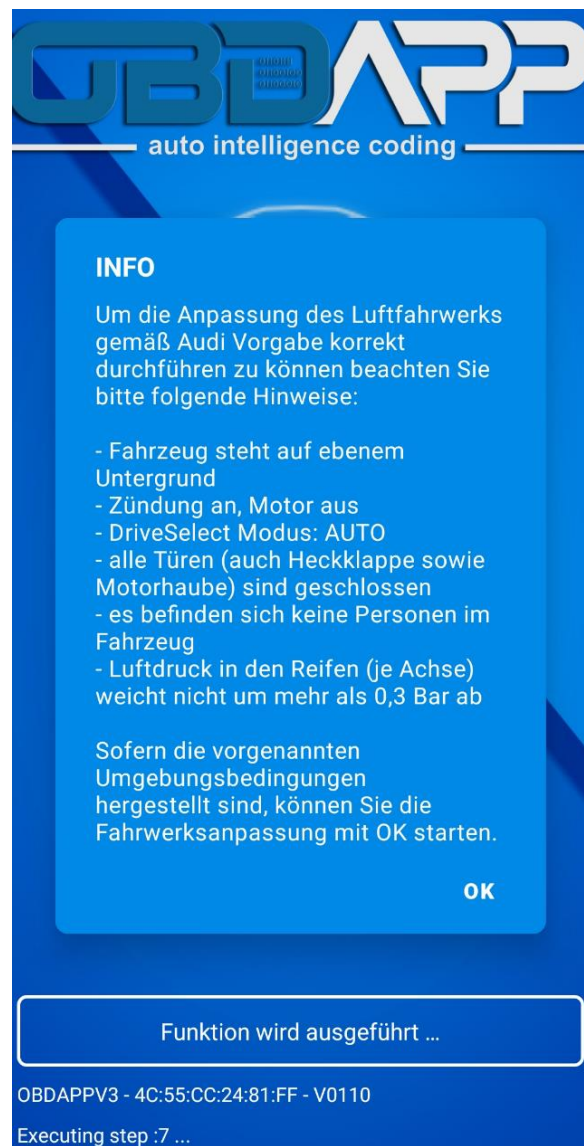 OBDAPP
auto intelligence coding
INFO
Um die Anpassung des Luftfahrwerks
gemäß Audi Vorgabe korrekt
durchführen zu können beachten Sie
bitte folgende Hinweise:
- Fahrzeug steht auf ebenem
Untergrund
- Zündung an, Motor aus
- DriveSelect Modus: AUTO
- alle Türen (auch Heckklappe sowie
Motorhaube) sind geschlossen
- es befinden sich keine Personen im
Fahrzeug
- Luftdruck in den Reifen (je Achse)
weicht nicht um mehr als 0,3 Bar ab
Sofern die vorgenannten
Umgebungsbedingungen
hergestellt sind, können Sie die
Fahrwerksanpassung mit OK starten.
OK
Funktion wird ausgeführt ...
OBDAPPV3 - 4C:55:CC:24:81:FF - V0110
Executing step :7 ...